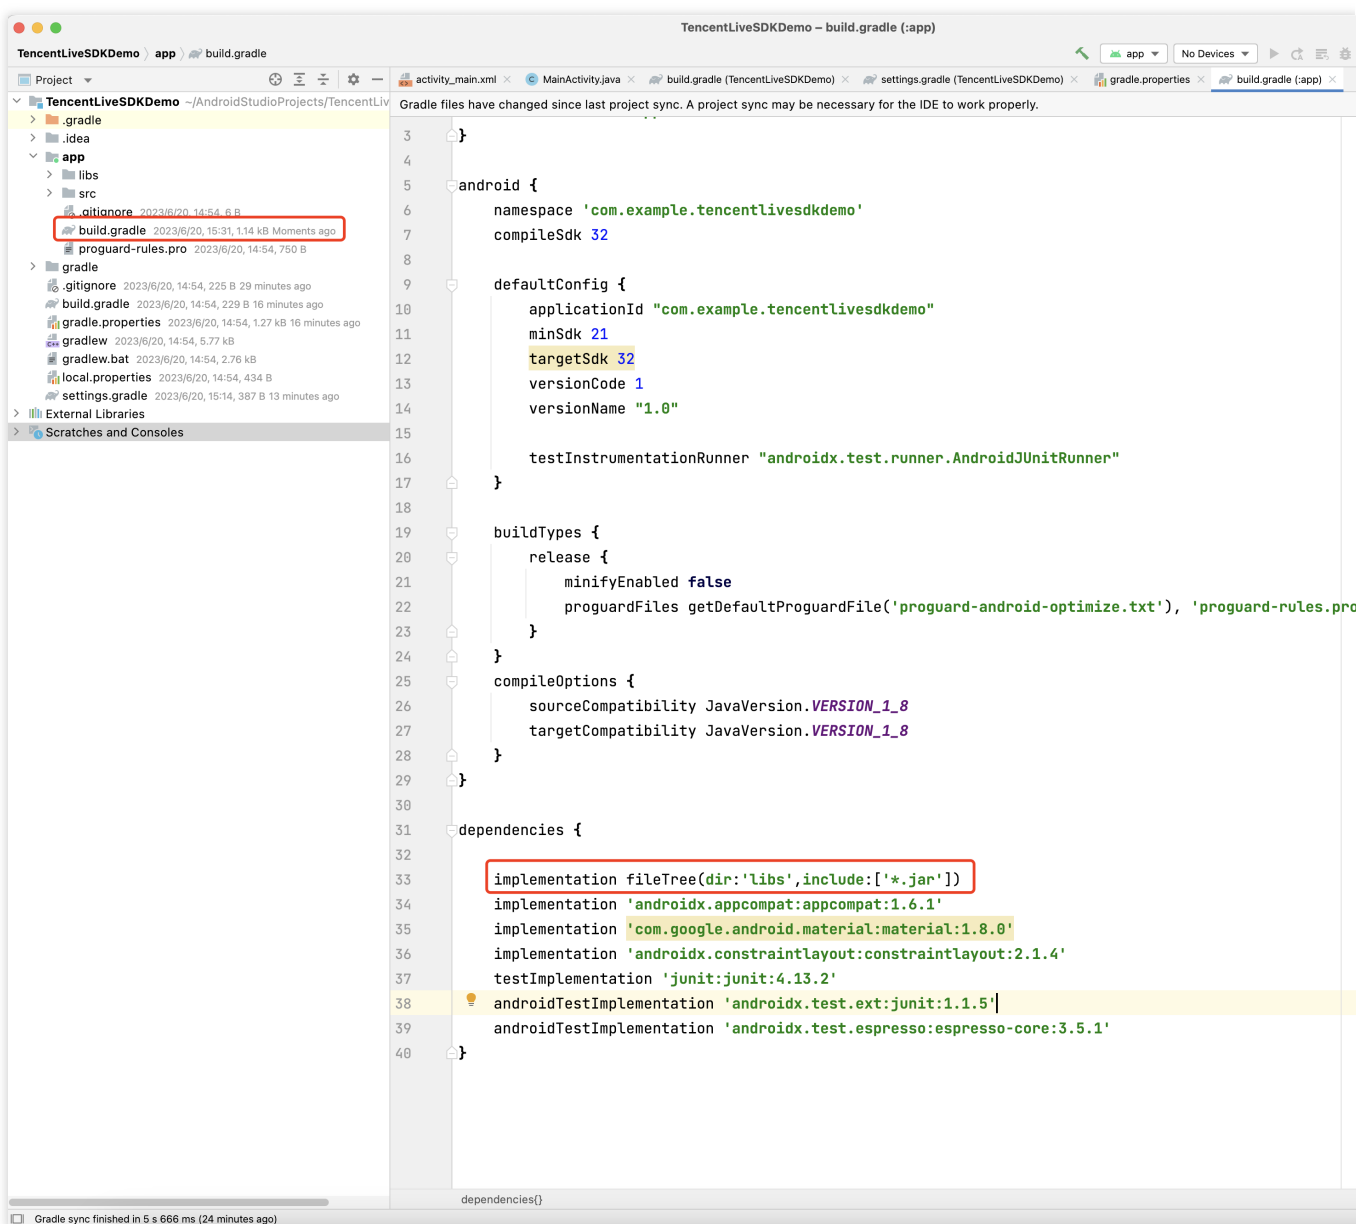 TencentLiveSDKDemo – build.gradle (:app)
TencentLiveSDKDemo app build.gradle
app No Devices
Project
activity_main.xml MainActivity.java build.gradle (TencentLiveSDKDemo) settings.gradle (TencentLiveSDKDemo) gradle.properties build.gradle (:app)
Gradle files have changed since last project sync. A project sync may be necessary for the IDE to work properly.
TencentLiveSDKDemo ~/AndroidStudioProjects/TencentLiv
.gradle
.idea
app
libs
src
.gitignore 2023/6/20, 14:54, 6 B
build.gradle 2023/6/20, 15:31, 1.14 kB Moments ago
proguard-rules.pro 2023/6/20, 14:54, 750 B
gradle
.gitignore 2023/6/20, 14:54, 225 B 29 minutes ago
build.gradle 2023/6/20, 14:54, 229 B 16 minutes ago
gradle.properties 2023/6/20, 14:54, 1.27 kB 16 minutes ago
gradlew 2023/6/20, 14:54, 5.77 kB
gradlew.bat 2023/6/20, 14:54, 2.76 kB
local.properties 2023/6/20, 14:54, 434 B
settings.gradle 2023/6/20, 15:14, 387 B 13 minutes ago
External Libraries
Scratches and Consoles
3 }
4
5 android {
6 namespace 'com.example.tencentlivesdkdemo'
7 compileSdk 32
8
9 defaultConfig {
10 applicationId "com.example.tencentlivesdkdemo"
11 minSdk 21
12 targetSdk 32
13 versionCode 1
14 versionName "1.0"
15
16 testInstrumentationRunner "androidx.test.runner.AndroidJUnitRunner"
17 }
18
19 buildTypes {
20 release {
21 minifyEnabled false
22 proguardFiles getDefaultProguardFile('proguard-android-optimize.txt'), 'proguard-rules.pro
23 }
24 }
25 compileOptions {
26 sourceCompatibility JavaVersion.VERSION_1_8
27 targetCompatibility JavaVersion.VERSION_1_8
28 }
29 }
30
31 dependencies {
32
33 implementation fileTree(dir:'libs',include:['*.jar'])
34 implementation 'androidx.appcompat:appcompat:1.6.1'
35 implementation 'com.google.android.material:material:1.8.0'
36 implementation 'androidx.constraintlayout:constraintlayout:2.1.4'
37 testImplementation 'junit:junit:4.13.2'
38 androidTestImplementation 'androidx.test.ext:junit:1.1.5'
39 androidTestImplementation 'androidx.test.espresso:espresso-core:3.5.1'
40 }
dependencies{}
Gradle sync finished in 5 s 666 ms (24 minutes ago)